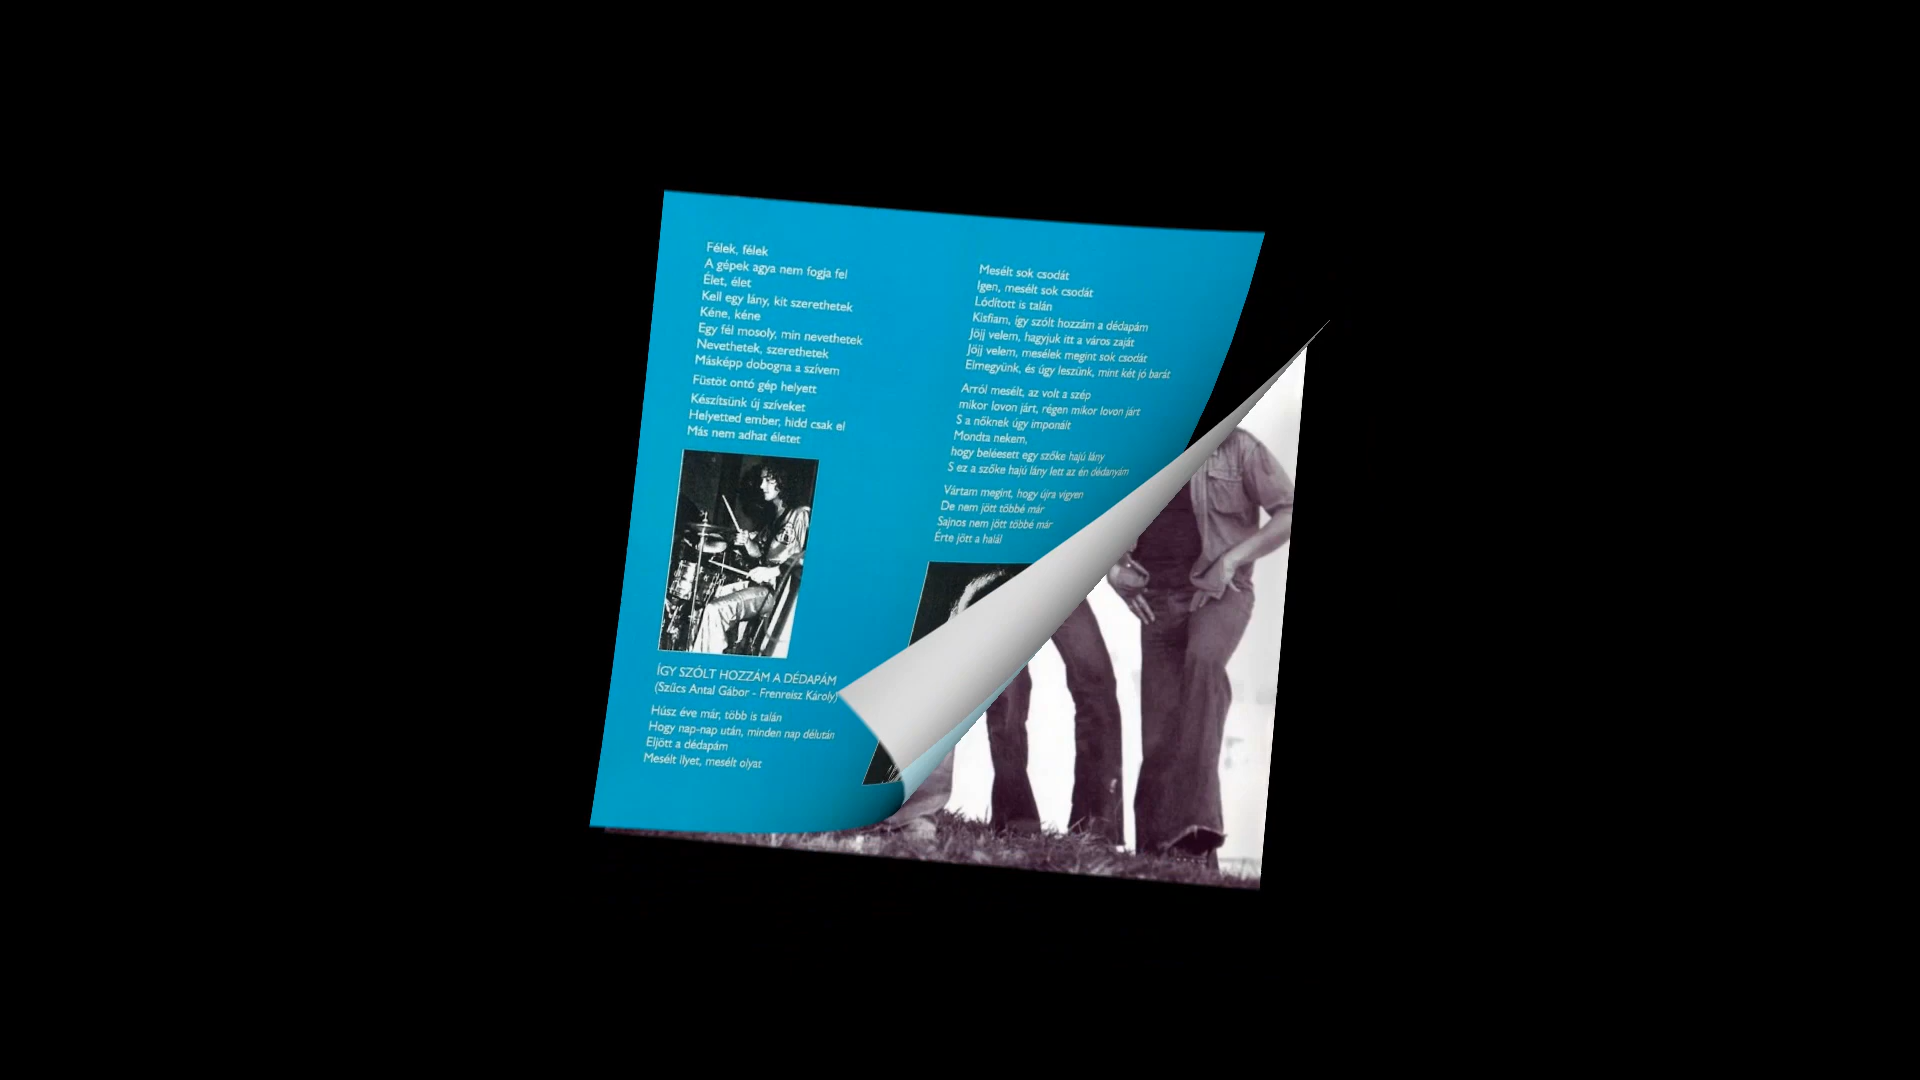 Félek, félek
A gépek agya nem fogja fel
Élet, élet
Kell egy lány, kit szerethetek
Kéne, kéne
Egy fél mosoly, min nevethetek
Nevethetek, szerethetek
Másképp dobogna a szívem
Füstöt ontó gép helyett
Készítsünk új szíveket
Helyetted ember, hidd csak el
Más nem adhat életet
ÍGY SZÓLT HOZZÁM A DÉDAPÁM
(Szűcs Antal Gábor - Frenreisz Károly)
Húsz éve már, több is talán
Hogy nap-nap után, minden nap délután
Eljött a dédapám
Mesélt ilyet, mesélt olyat
Mesélt sok csodát
Igen, mesélt sok csodát
Lódított is talán
Kisfiam, így szólt hozzám a dédapám
Jöjj velem, hagyjuk itt a város zaját
Jöjj velem, mesélek megint sok csodát
Elmegyünk, és úgy leszünk, mint két jó barát
Arról mesélt, az volt a szép
mikor lovon járt, régen mikor lovon járt
S a nőknek úgy imponált
Mondta nekem,
hogy beléesett egy szőke hajú lány
S ez a szőke hajú lány lett az én dédanyám
Vártam megint, hogy újra vigyen
De nem jött többé már
Sajnos nem jött többé már
Érte jött a halál